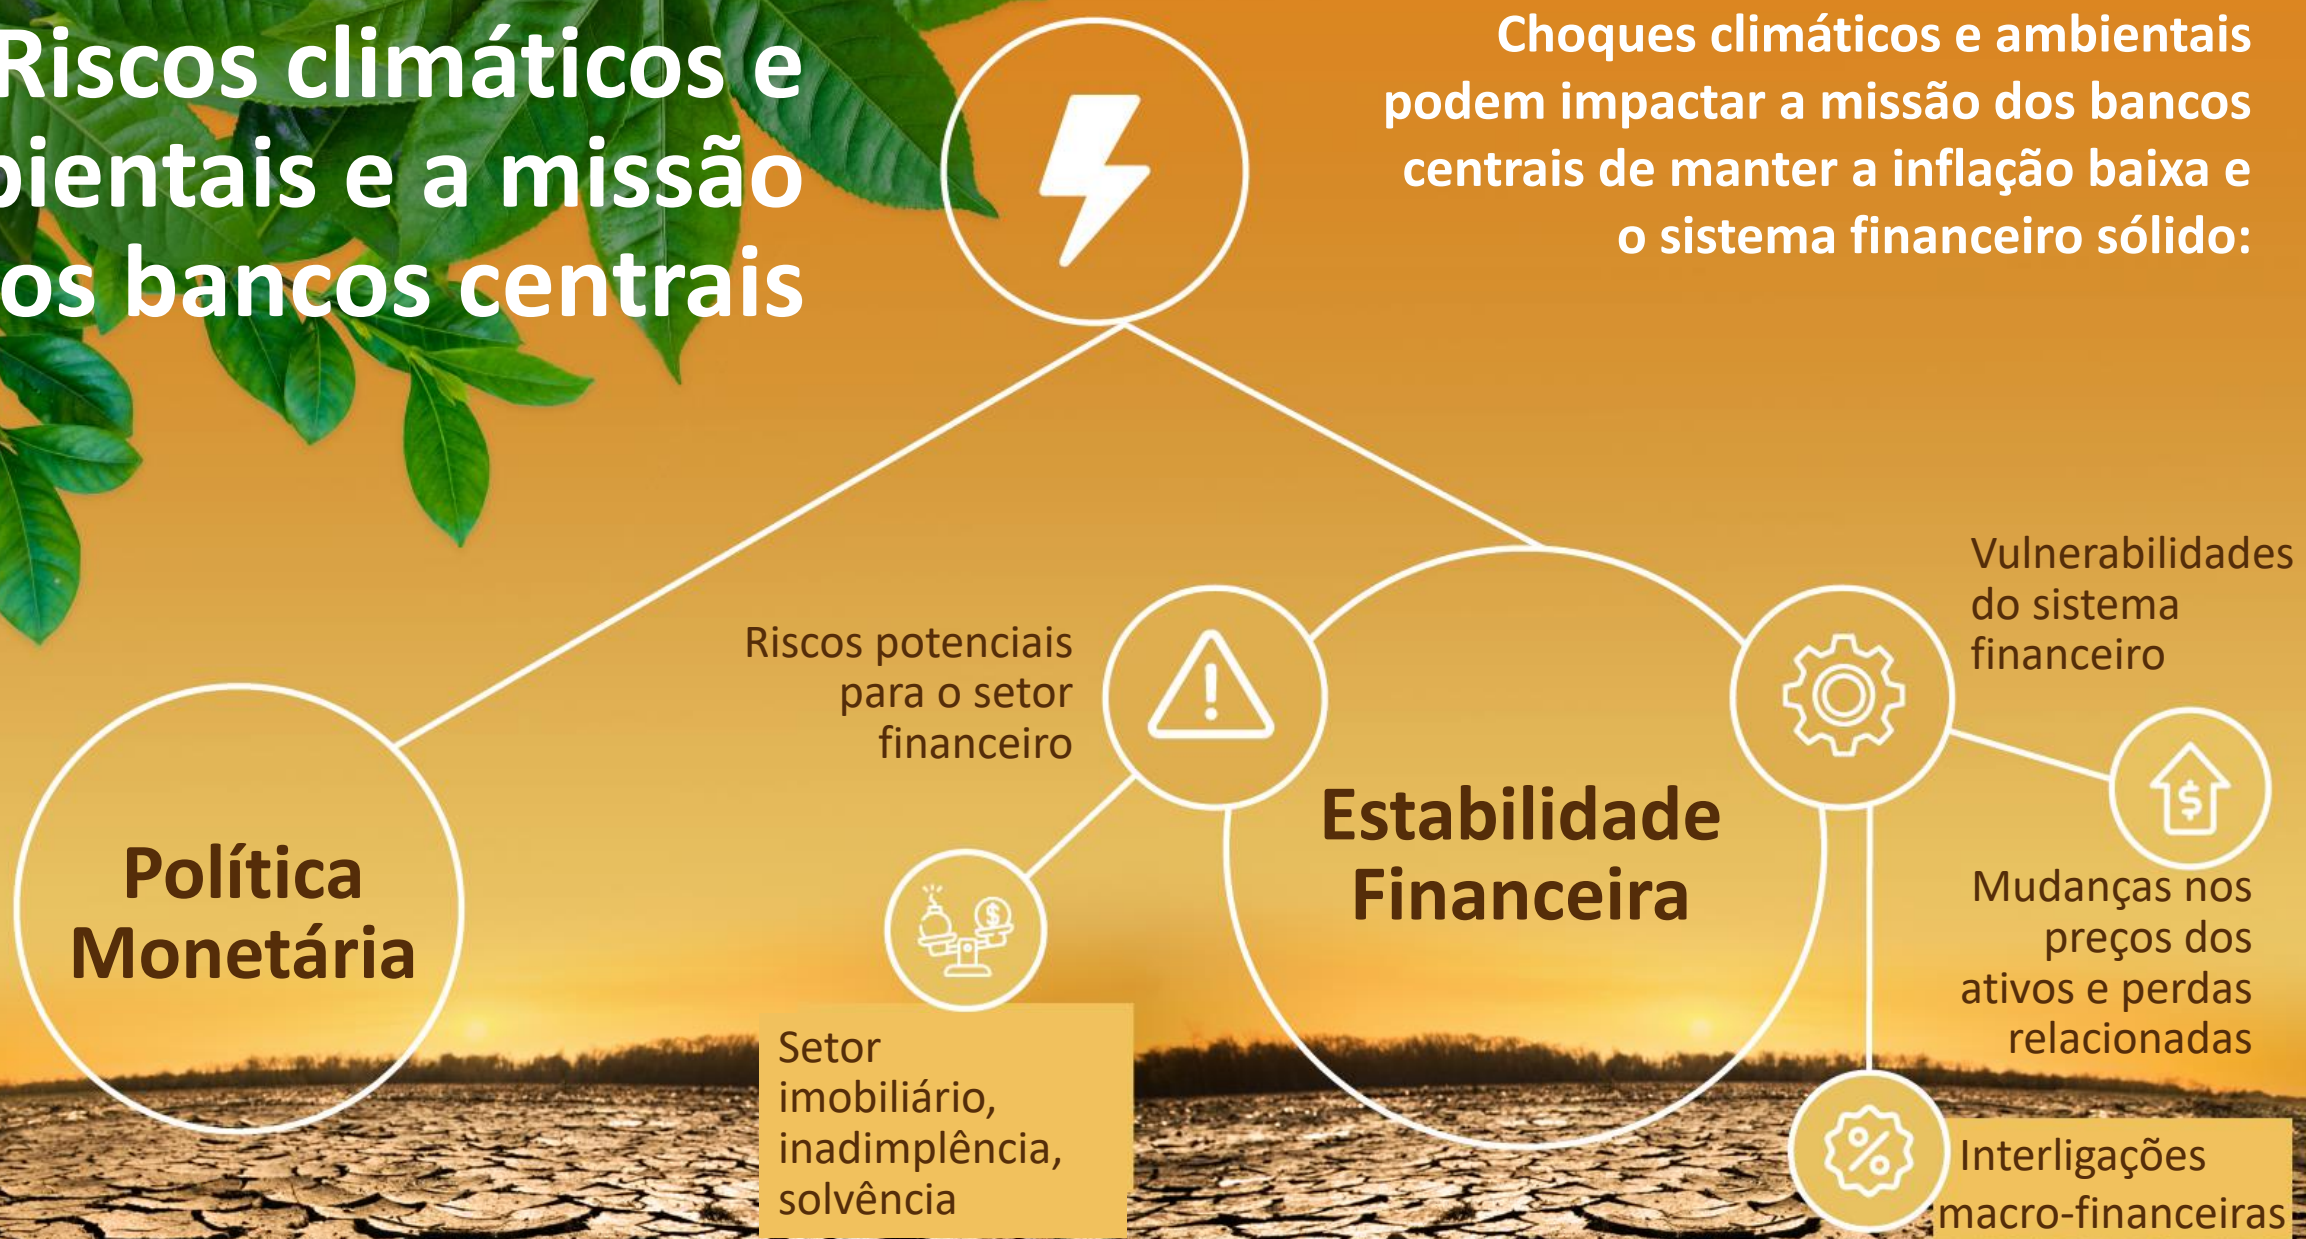 Riscos climáticos e
bientais e a missão
os bancos centrais
Choques climáticos e ambientais
podem impactar a missão dos bancos
centrais de manter a inflação baixa e
o sistema financeiro sólido:
Política
Monetária
Riscos potenciais
para o setor
financeiro
Setor
imobiliário,
inadimplência,
solvência
Estabilidade
Financeira
Vulnerabilidades
do sistema
financeiro
Mudanças nos
preços dos
ativos e perdas
relacionadas
Interligações
macro-financeiras